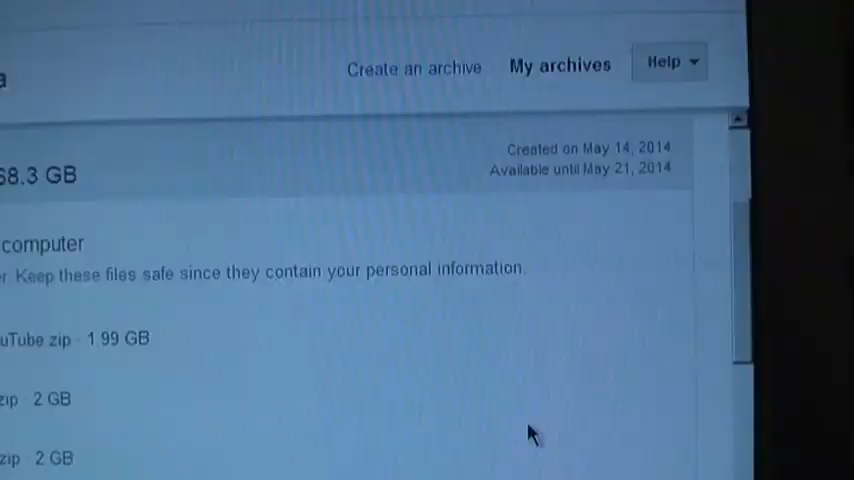 a
Create an archive
My archives
Help
Created on May 14, 2014
68.3 GB
Available until May 21, 2014
computer
r. Keep these files safe since they contain your personal information.
uTube zip · 1.99 GB
zip · 2 GB
zip · 2 GB